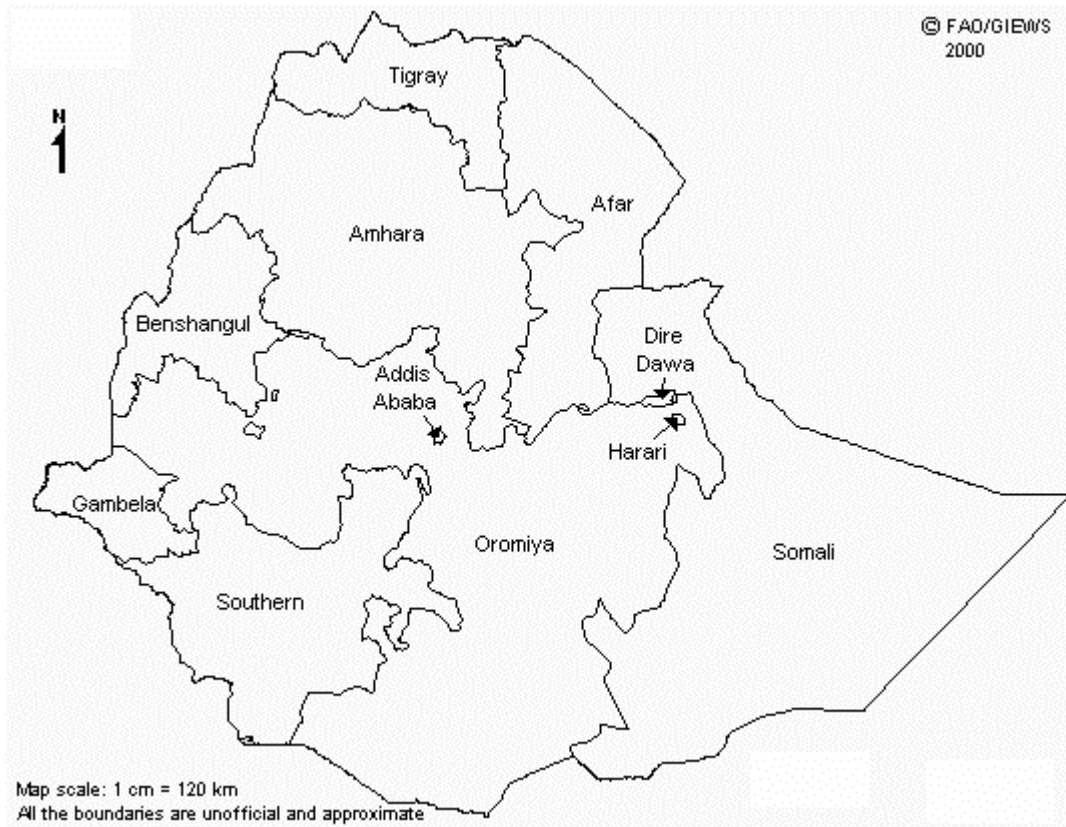 © FAO/GIEWS
2000
N
Tigray
Afar
Amhara
Benshangul
Dire
Dawa
Addis
Ababa
Harari
Gambela
Oromiya
Somali
Southern
Map scale: 1 cm = 120 km
All the boundaries are unofficial and approximate